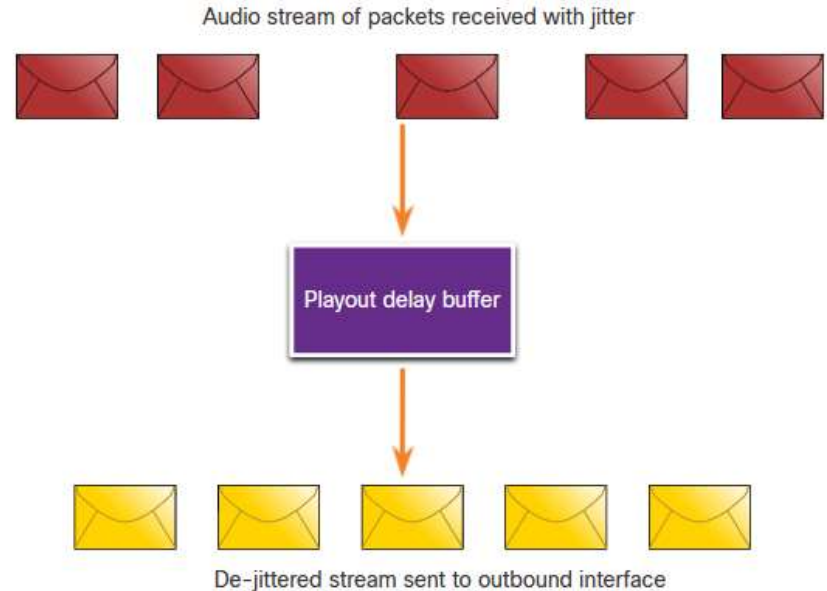 Audio stream of packets received with jitter
Playout delay buffer
De-jittered stream sent to outbound interface